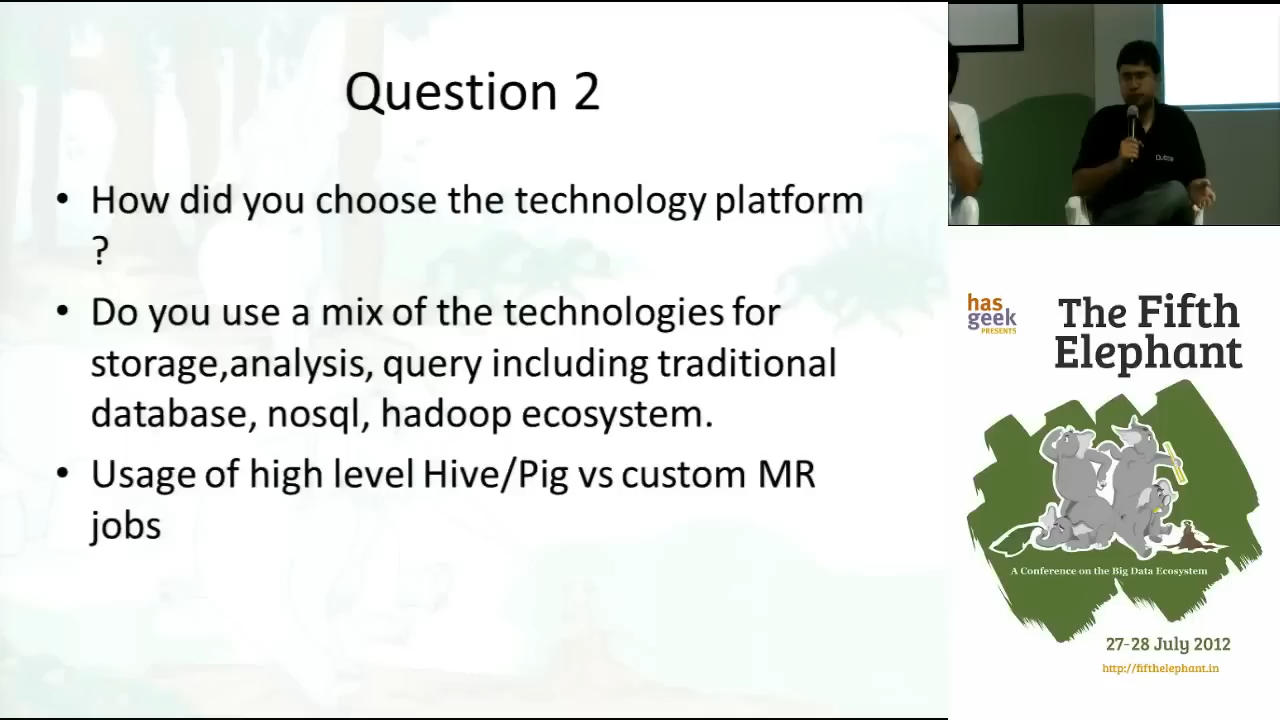 Question 2
• How did you choose the technology platform
?
• Do you use a mix of the technologies for
storage,analysis, query including traditional
database, nosql, hadoop ecosystem.
• Usage of high level Hive/Pig vs custom MR
jobs
has
geek
PRESENTS
The Fifth
Elephant
A Conference on the Big Data Ecosystem
27-28 July 2012
http://fifthelephant.in